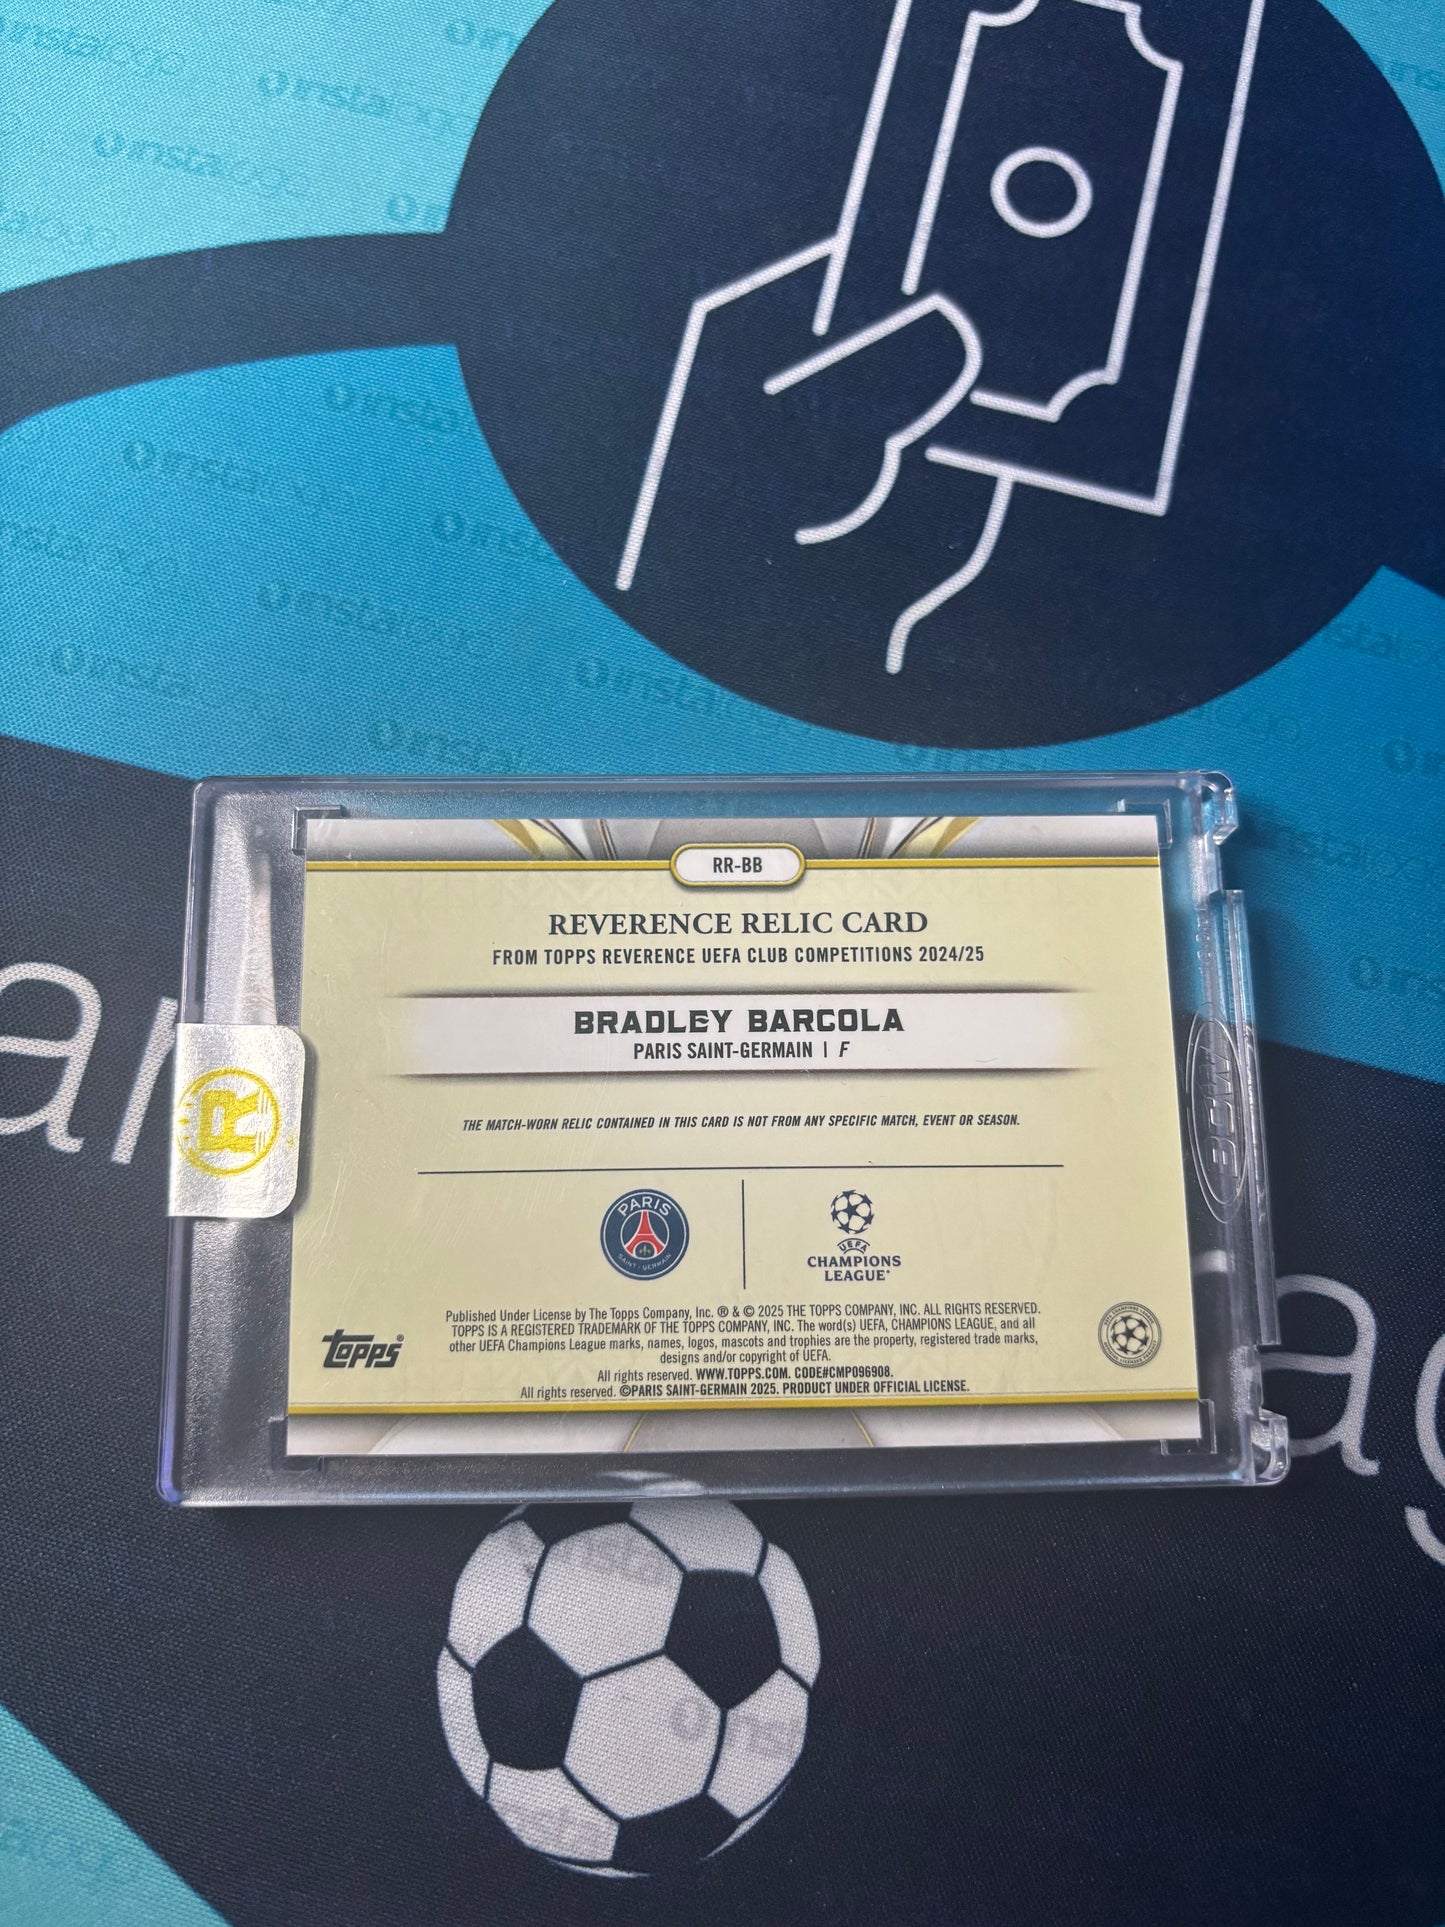 RR-BB
REVERENCE RELIC CARD
FROM TOPPS REVERENCE UEFA CLUB COMPETITIONS 2024/25
BRADLEY BARCOLA
PARIS SAINT-GERMAIN | F
THE MATCH-WORN RELIC CONTAINED IN THIS CARD IS NOT FROM ANY SPECIFIC MATCH, EVENT OR SEASON.
R
BCW
PARIS
SAINT-GERMAIN
UEFA
CHAMPIONS
LEAGUE®
Published Under License by The Topps Company, Inc. ® & © 2025 THE TOPPS COMPANY, INC. ALL RIGHTS RESERVED.
TOPPS IS A REGISTERED TRADEMARK OF THE TOPPS COMPANY, INC. The word(s) UEFA, CHAMPIONS LEAGUE, and all
other UEFA Champions League marks, names, logos, mascots and trophies are the property, registered trade marks,
designs and/or copyright of UEFA.
All rights reserved. WWW.TOPPS.COM. CODE#CMP096908.
All rights reserved. ©PARIS SAINT-GERMAIN 2025. PRODUCT UNDER OFFICIAL LICENSE.
topps®